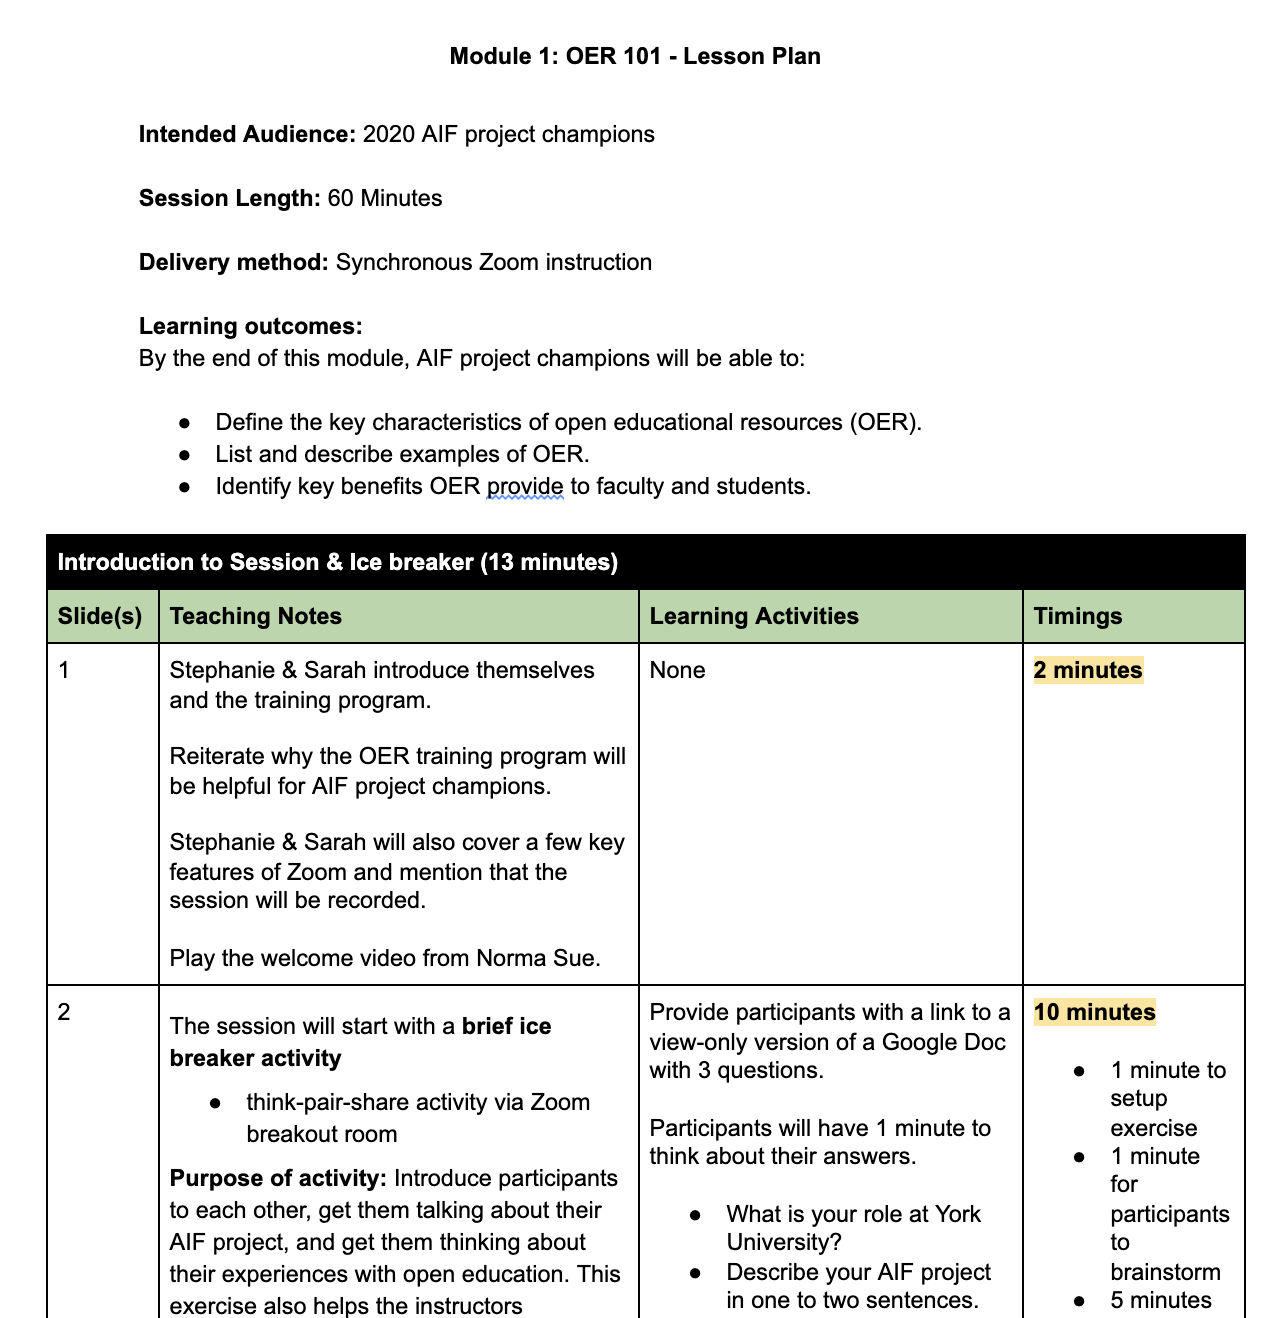 Module 1: OER 101 - Lesson Plan
Intended Audience: 2020 AIF project champions
Session Length: 60 Minutes
Delivery method: Synchronous Zoom instruction
Learning outcomes:
By the end of this module, AIF project champions will be able to:
● Define the key characteristics of open educational resources (OER).
● List and describe examples of OER.
● Identify key benefits OER provide to faculty and students.
Introduction to Session & Ice breaker (13 minutes)
Slide(s)
Teaching Notes
Learning Activities
Timings
1
Stephanie & Sarah introduce themselves
and the training program.
Reiterate why the OER training program will
be helpful for AIF project champions.
Stephanie & Sarah will also cover a few key
features of Zoom and mention that the
session will be recorded.
Play the welcome video from Norma Sue.
None
2 minutes
2
The session will start with a brief ice
breaker activity
● think-pair-share activity via Zoom
breakout room
Purpose of activity: Introduce participants
to each other, get them talking about their
AIF project, and get them thinking about
their experiences with open education. This
exercise also helps the instructors
Provide participants with a link to a
view-only version of a Google Doc
with 3 questions.
Participants will have 1 minute to
think about their answers.
● What is your role at York
University?
● Describe your AIF project
in one to two sentences.
10 minutes
● 1 minute to
setup
exercise
● 1 minute
for
participants
to
brainstorm
● 5 minutes